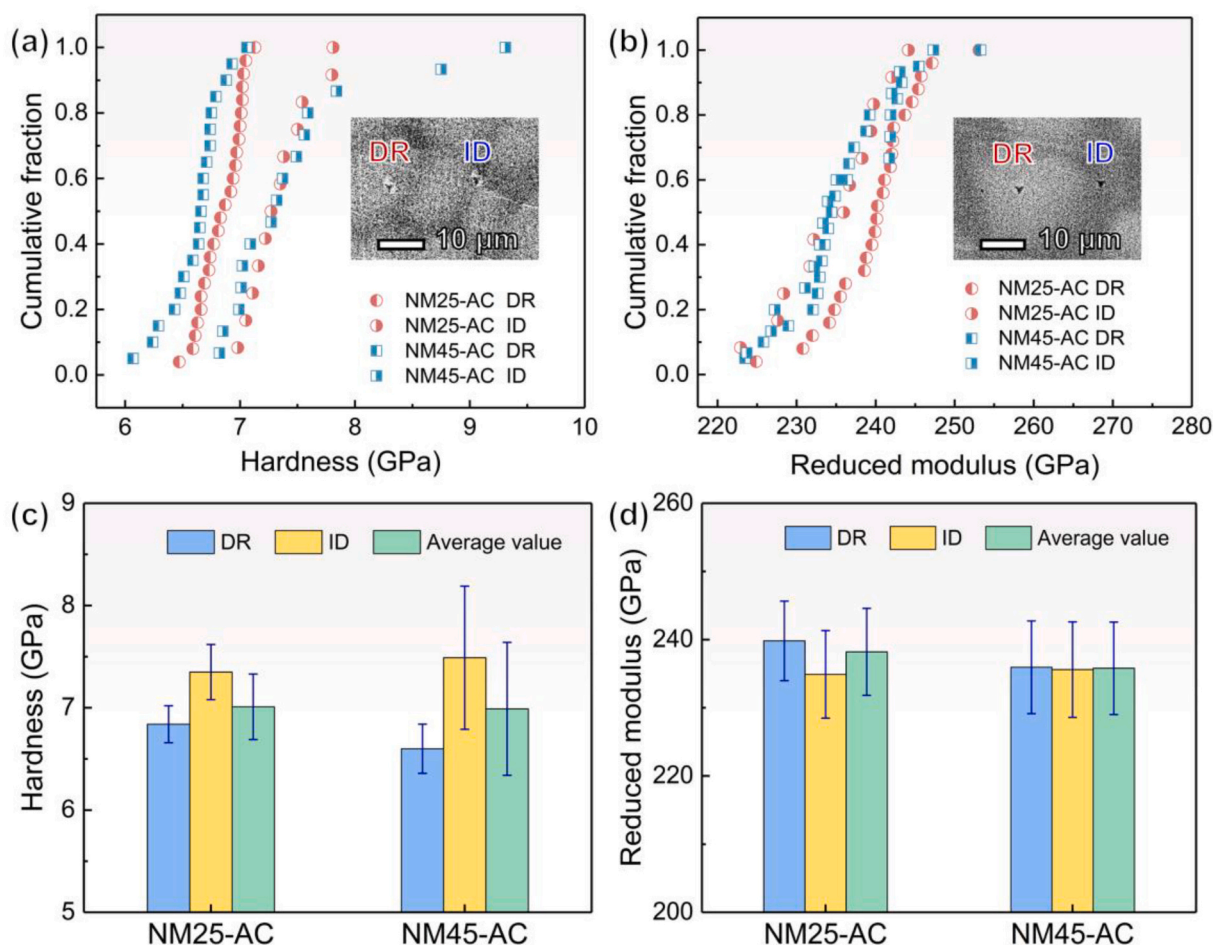 (a)
Cumulative fraction
1.0
0.8
0.6
0.4
0.2
0.0
DR
ID
10 μm
NM25-AC DR
NM25-AC ID
NM45-AC DR
NM45-AC ID
6
7
8
9
10
Hardness (GPa)
(b)
Cumulative fraction
1.0
0.8
0.6
0.4
0.2
0.0
DR
ID
10 μm
NM25-AC DR
NM25-AC ID
NM45-AC DR
NM45-AC ID
220
230
240
250
260
270
280
Reduced modulus (GPa)
(c)
Hardness (GPa)
9
8
7
6
5
DR
ID
Average value
NM25-AC
NM45-AC
(d)
Reduced modulus (GPa)
260
240
220
200
DR
ID
Average value
NM25-AC
NM45-AC